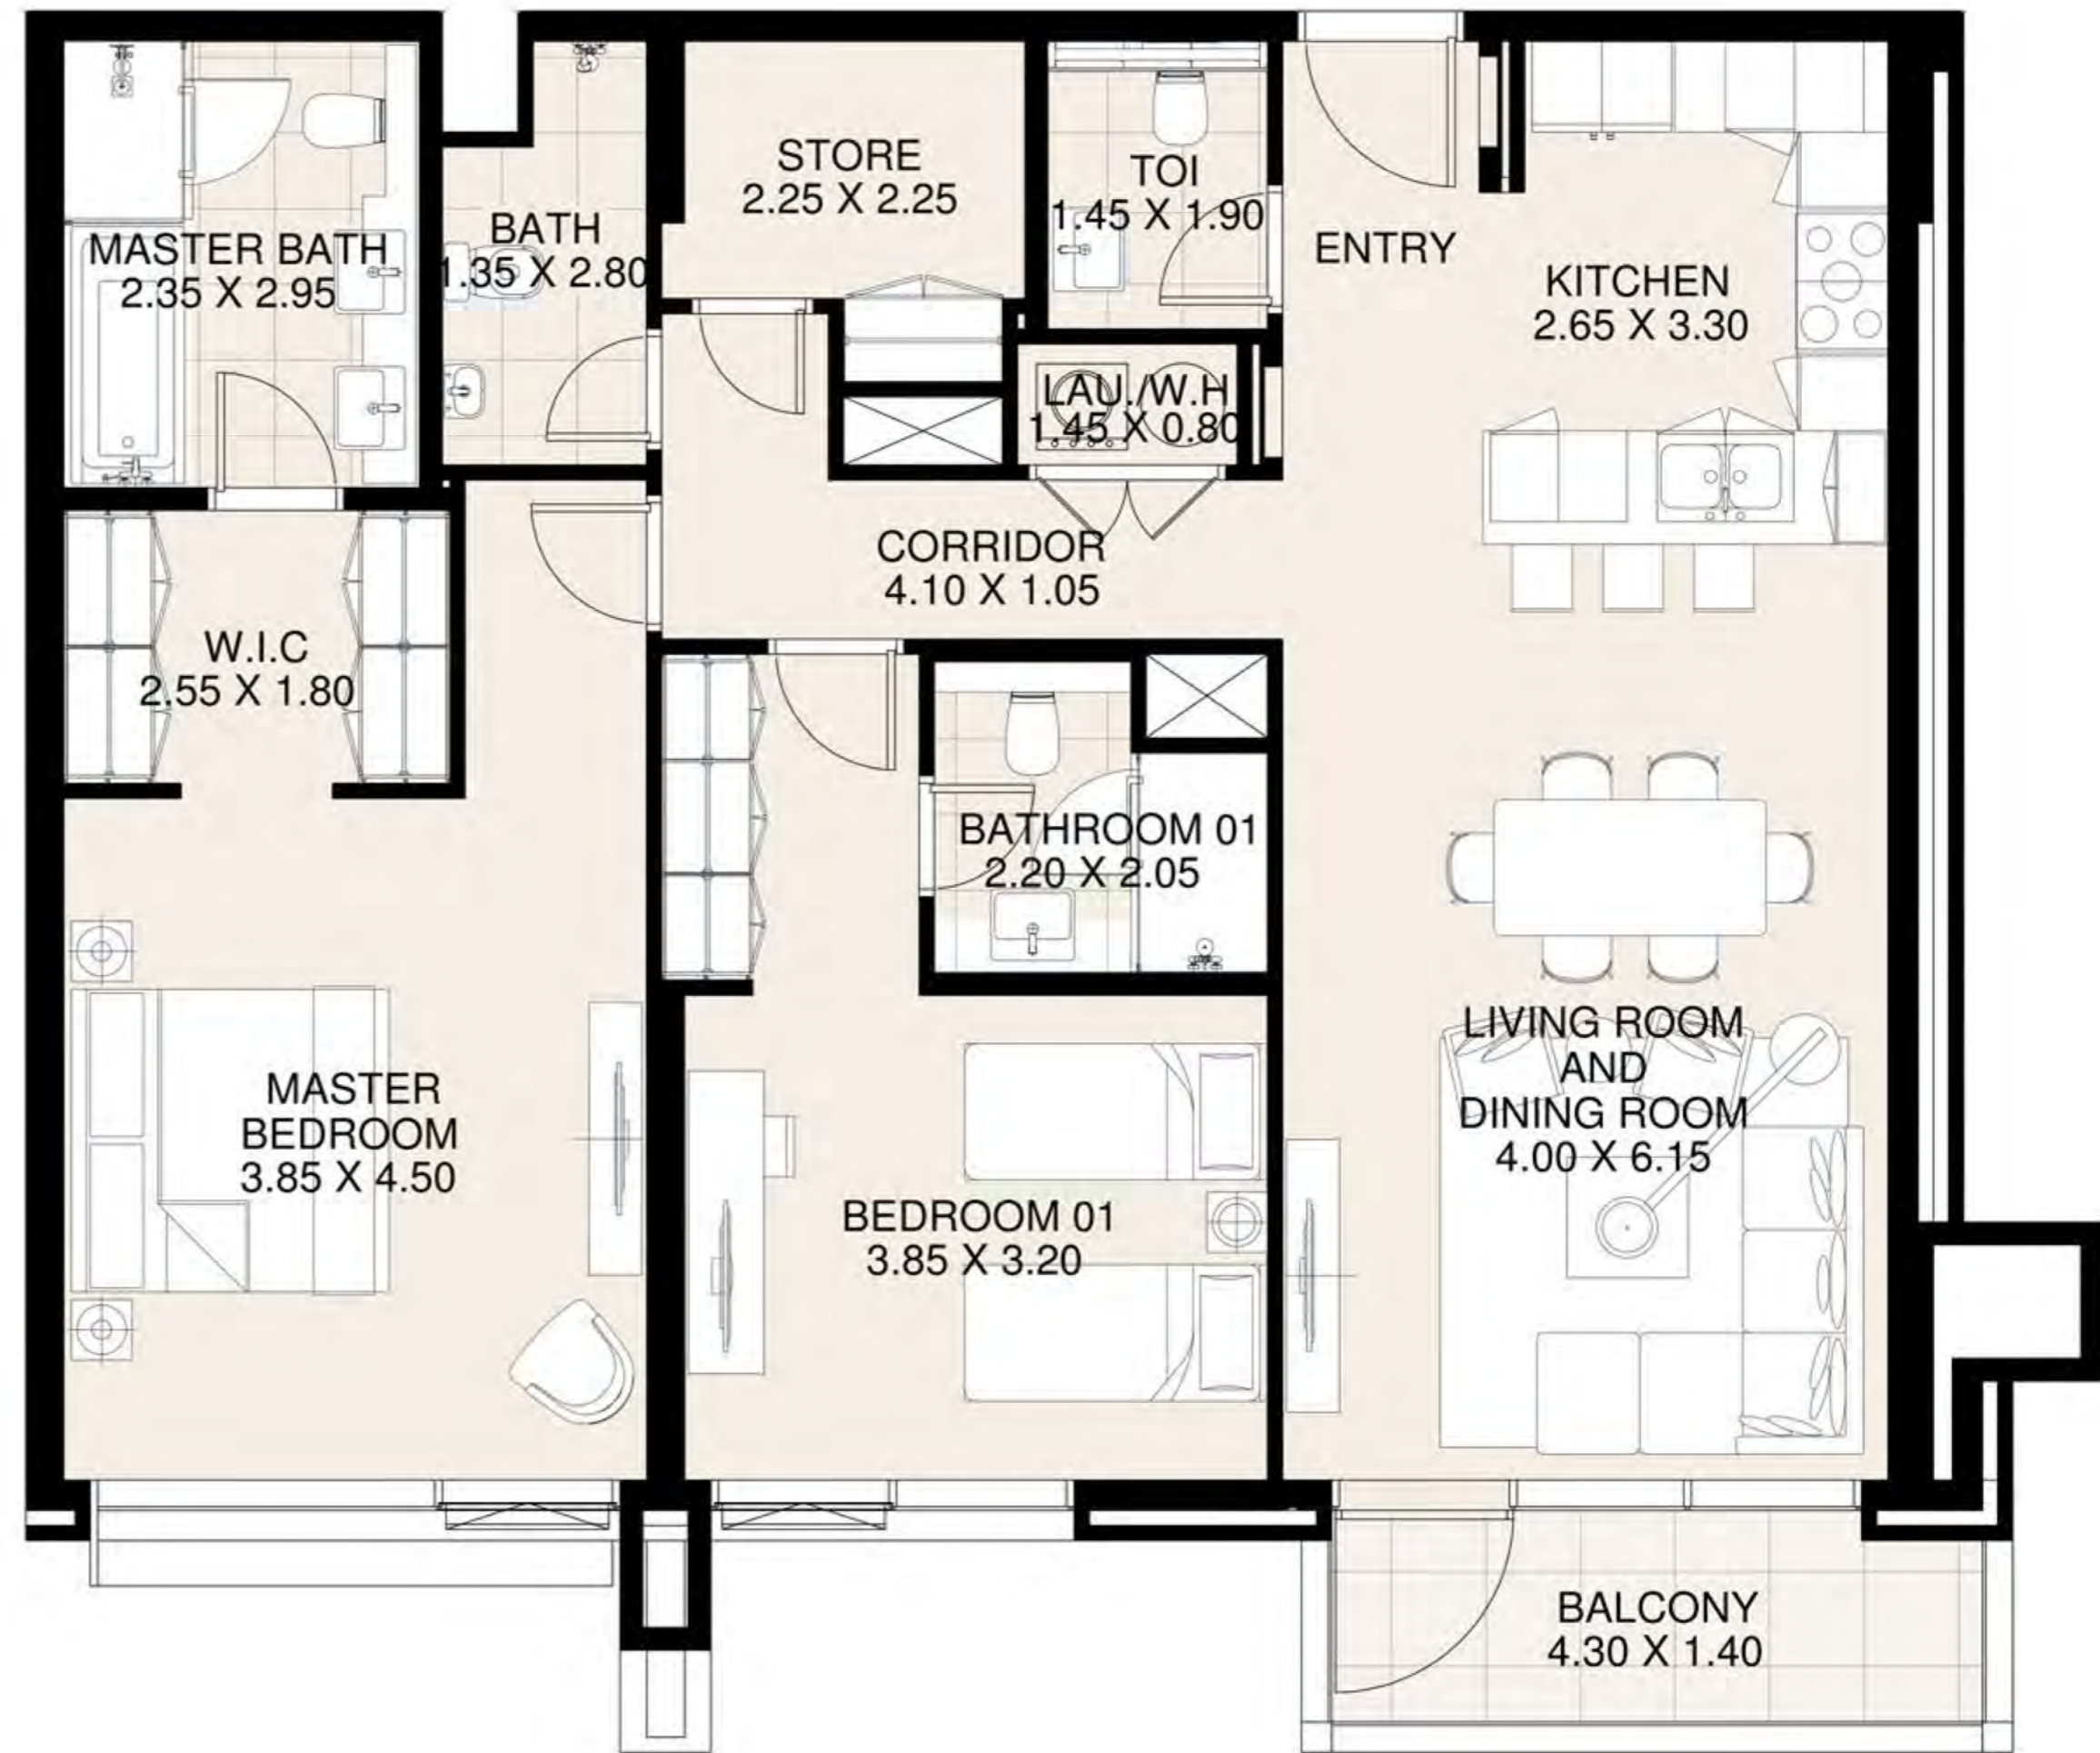 STORE
2.25 X 2.25
TOI
1.45 X 1.90
MASTER BATH
2.35 X 2.95
BATH
1.35 X 2.80
ENTRY
KITCHEN
2.65 X 3.30
LAU./W.H
1.45 X 0.80
CORRIDOR
4.10 X 1.05
W.I.C
2.55 X 1.80
BATHROOM 01
2.20 X 2.05
MASTER
BEDROOM
3.85 X 4.50
BEDROOM 01
3.85 X 3.20
LIVING ROOM
AND
DINING ROOM
4.00 X 6.15
BALCONY
4.30 X 1.40